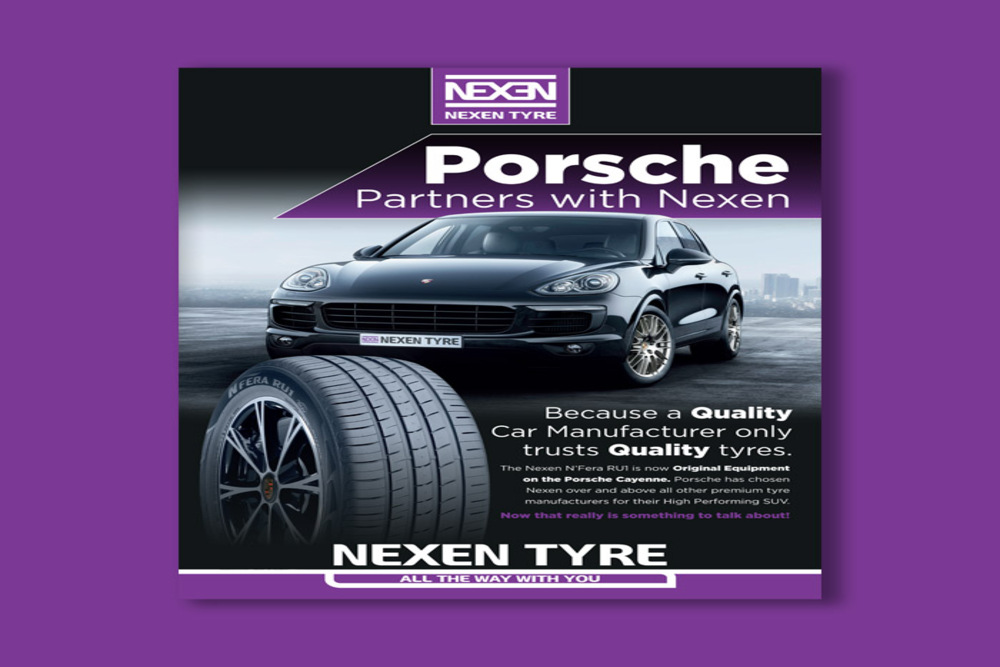 NEXEN
NEXEN TYRE
Porsche
Partners with Nexen
NEXEN NEXEN TYRE
N'FERA RU1
Because a Quality
Car Manufacturer only
trusts Quality tyres.
The Nexen N'Fera RU1 is now Original Equipment
on the Porsche Cayenne. Porsche has chosen
Nexen over and above all other premium tyre
manufacturers for their High Performing SUV.
Now that really is something to talk about!
NEXEN TYRE
ALL THE WAY WITH YOU